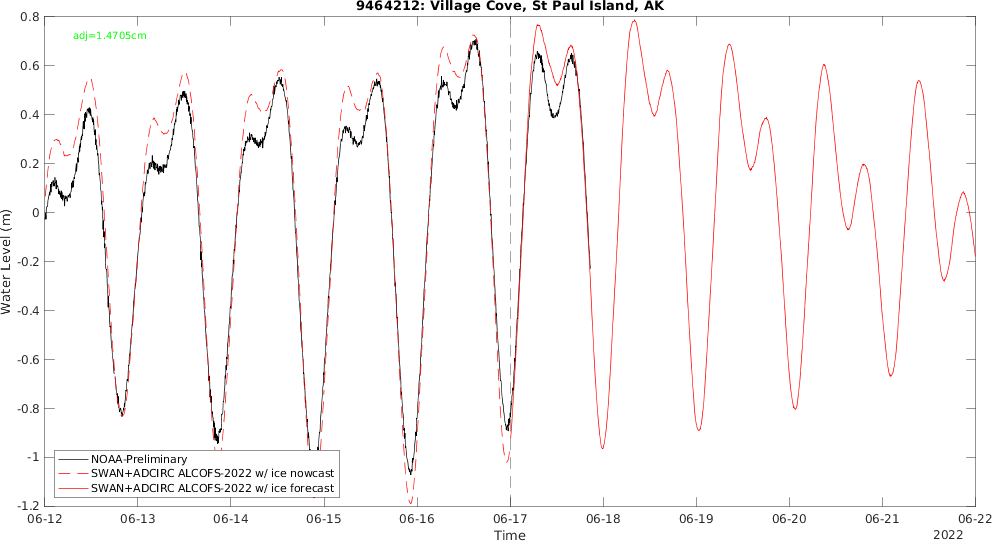 9464212: Village Cove, St Paul Island, AK
adj=1.4705cm
0.8
0.6
0.4
0.2
0
-0.2
-0.4
-0.6
-0.8
-1
-1.2
Water Level (m)
NOAA-Preliminary
SWAN+ADCIRC ALCOFS-2022 w/ ice nowcast
SWAN+ADCIRC ALCOFS-2022 w/ ice forecast
06-12 06-13 06-14 06-15 06-16 06-17 06-18 06-19 06-20 06-21 06-22
Time
2022